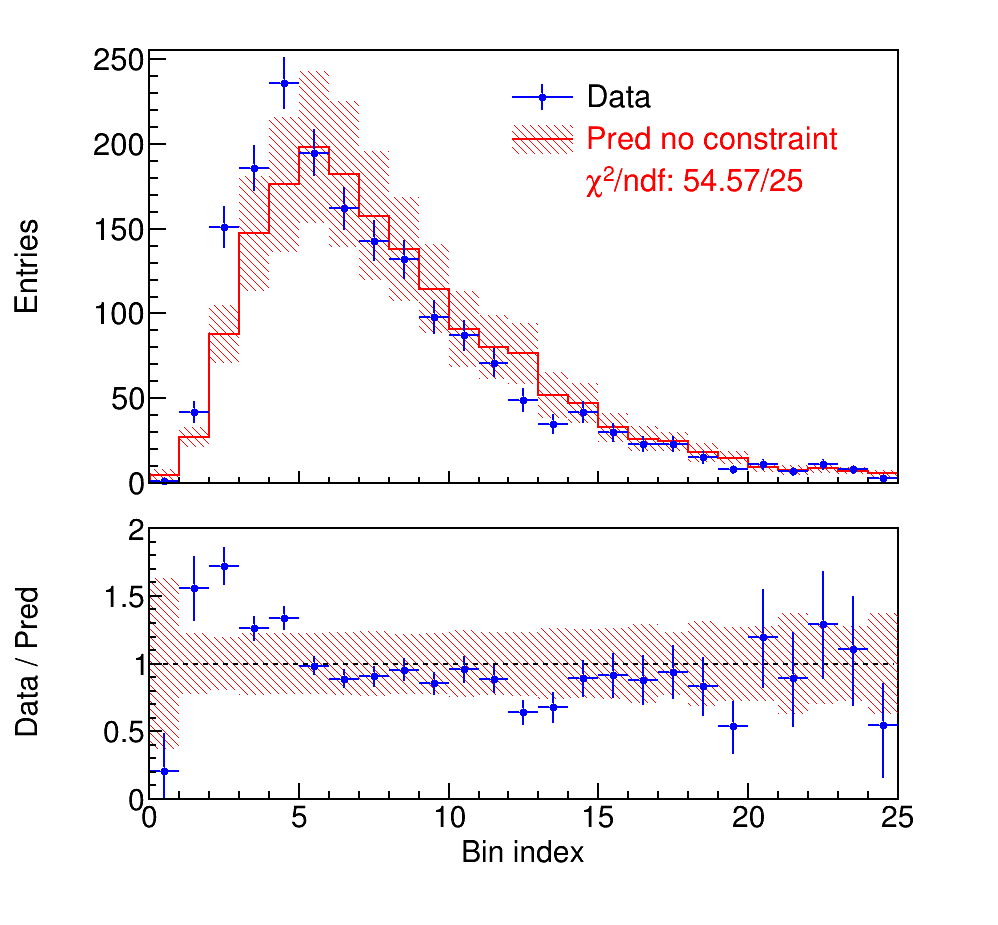 250
200
150
100
50
0
Entries
Data
Pred no constraint
χ²/ndf: 54.57/25
2
1.5
1
0.5
0
Data / Pred
0 5 10 15 20 25
Bin index